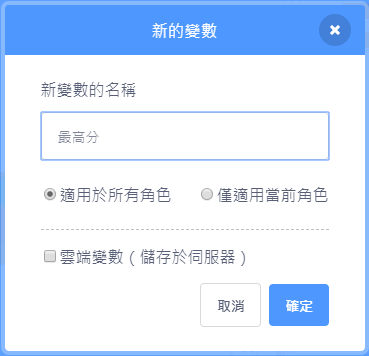 新的變數
新變數的名稱
最高分
適用於所有角色 僅適用當前角色
雲端變數（儲存於伺服器）
取消 確定